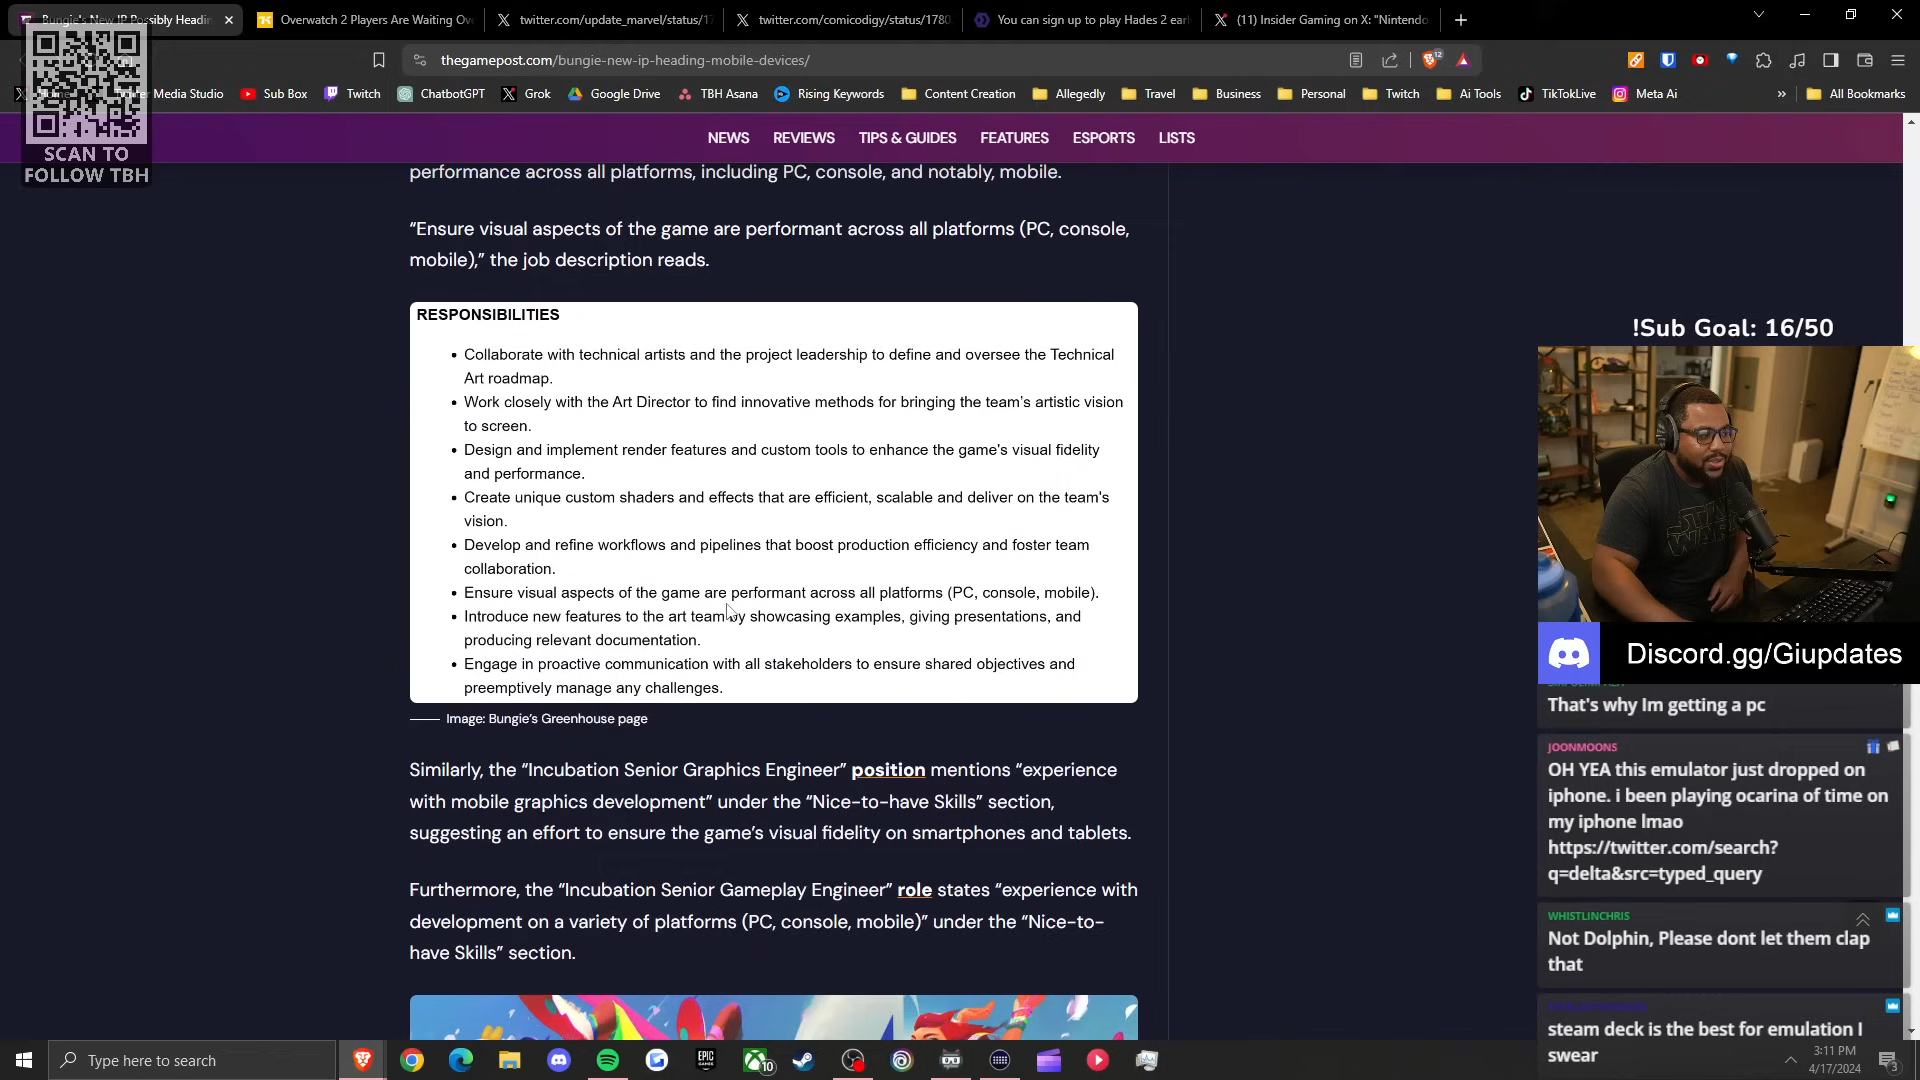 Bungie's New IP Possibly Headin
Overwatch 2 Players Are Waiting Ov
twitter.com/update_marvel/status/17
twitter.com/comicodigy/status/1780
You can sign up to play Hades 2 earl
(11) Insider Gaming on X: "Nintendo
thegamepost.com/bungie-new-ip-heading-mobile-devices/
12
Media Studio
Sub Box
Twitch
ChatbotGPT
Grok
Google Drive
TBH Asana
Rising Keywords
Content Creation
Allegedly
Travel
Business
Personal
Twitch
Ai Tools
TikTokLive
Meta Ai
All Bookmarks
SCAN TO
FOLLOW TBH
NEWS
REVIEWS
TIPS & GUIDES
FEATURES
ESPORTS
LISTS
performance across all platforms, including PC, console, and notably, mobile.
“Ensure visual aspects of the game are performant across all platforms (PC, console,
mobile),” the job description reads.
RESPONSIBILITIES
• Collaborate with technical artists and the project leadership to define and oversee the Technical
Art roadmap.
• Work closely with the Art Director to find innovative methods for bringing the team's artistic vision
to screen.
• Design and implement render features and custom tools to enhance the game's visual fidelity
and performance.
• Create unique custom shaders and effects that are efficient, scalable and deliver on the team's
vision.
• Develop and refine workflows and pipelines that boost production efficiency and foster team
collaboration.
• Ensure visual aspects of the game are performant across all platforms (PC, console, mobile).
• Introduce new features to the art team by showcasing examples, giving presentations, and
producing relevant documentation.
• Engage in proactive communication with all stakeholders to ensure shared objectives and
preemptively manage any challenges.
Image: Bungie's Greenhouse page
Similarly, the “Incubation Senior Graphics Engineer” position mentions “experience
with mobile graphics development” under the “Nice-to-have Skills” section,
suggesting an effort to ensure the game's visual fidelity on smartphones and tablets.
Furthermore, the “Incubation Senior Gameplay Engineer” role states “experience with
development on a variety of platforms (PC, console, mobile)” under the “Nice-to-
have Skills” section.
!Sub Goal: 16/50
STAR
WARS
Discord.gg/Giupdates
That's why Im getting a pc
JOONMOONS
OH YEA this emulator just dropped on
iphone. i been playing ocarina of time on
my iphone lmao
https://twitter.com/search?
q=delta&src=typed_query
WHISTLINCHRIS
Not Dolphin, Please dont let them clap
that
steam deck is the best for emulation I
swear
Type here to search
EPIC
GAMES
10
3:11 PM
4/17/2024
3